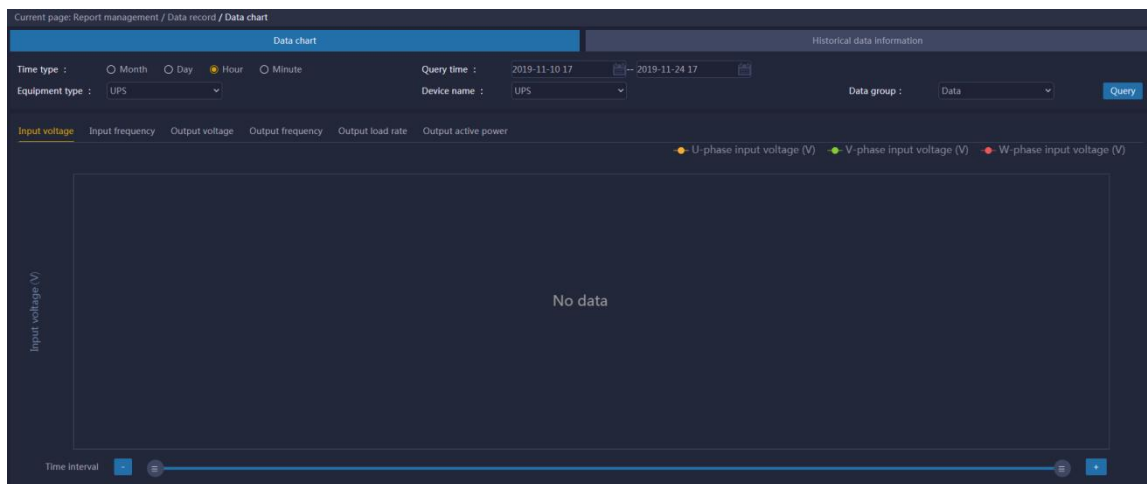 Current page: Report management / Data record / Data chart
Data chart Historical data information
Time type : Month Day Hour Minute Query time : 2019-11-10 17 -- 2019-11-24 17
Equipment type : UPS Device name : UPS Data group : Data Query
Input voltage Input frequency Output voltage Output frequency Output load rate Output active power
U-phase input voltage (V) V-phase input voltage (V) W-phase input voltage (V)
Input voltage (V)
No data
Time interval - +